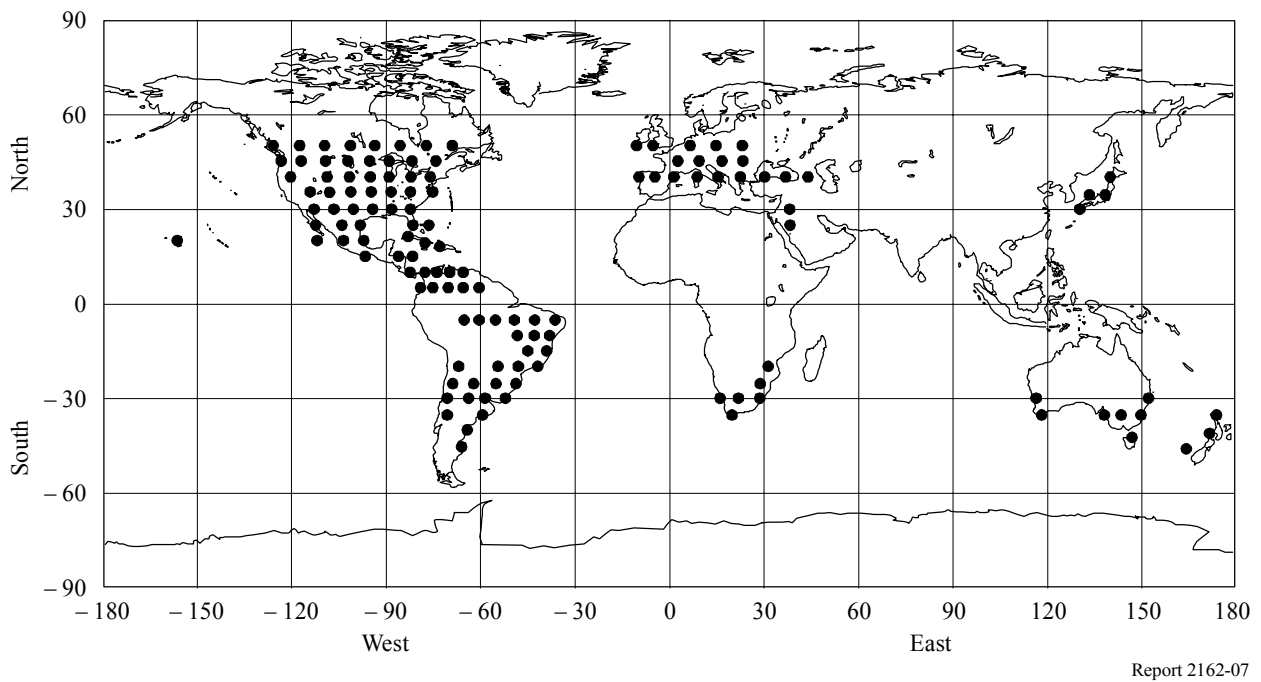 90
60
North
30
0
– 30
South
– 60
– 90
– 180 – 150 – 120 – 90 – 60 – 30 0 30 60 90 120 150 180
West East
Report 2162-07